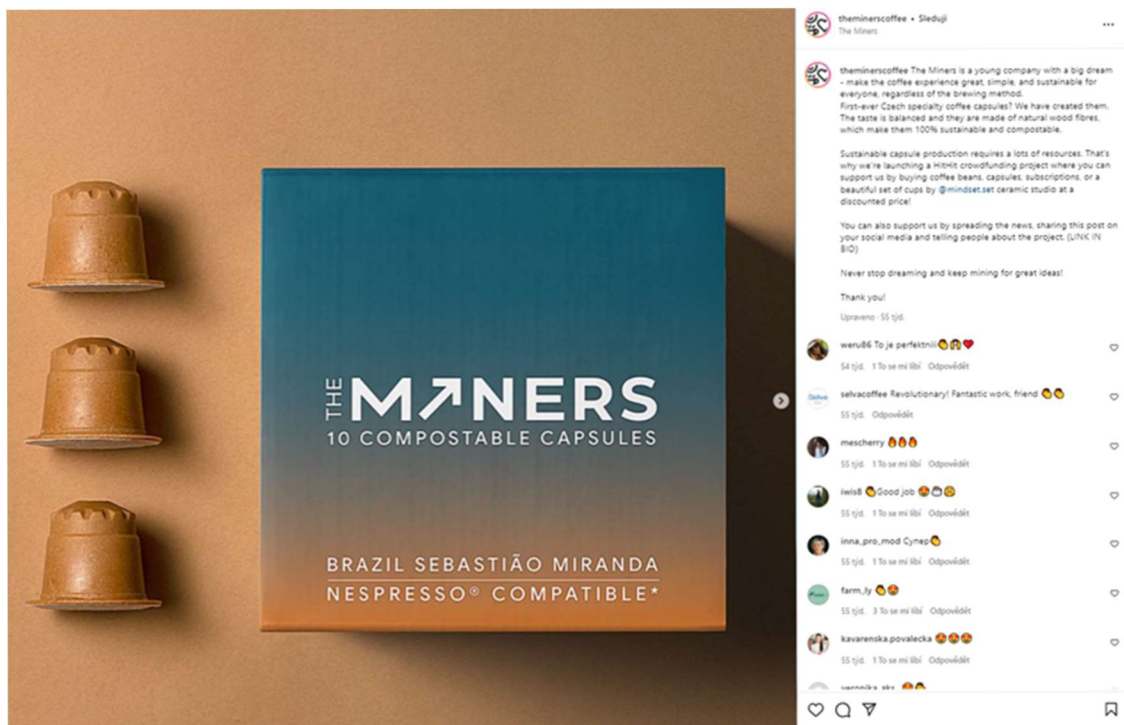 THE MINERS
10 COMPOSTABLE CAPSULES
BRAZIL SEBASTIÃO MIRANDA
NESPRESSO® COMPATIBLE*
theminerscoffee • Sleduji
The Miners
theminerscoffee The Miners is a young company with a big dream
- make the coffee experience great, simple, and sustainable for
everyone, regardless of the brewing method.
First-ever Czech specialty coffee capsules? We have created them.
The taste is balanced and they are made of natural wood fibres,
which make them 100% sustainable and compostable.
Sustainable capsule production requires a lots of resources. That's
why we're launching a HitHit crowdfunding project where you can
support us by buying coffee beans, capsules, subscriptions, or a
beautiful set of cups by @mindset.set ceramic studio at a
discounted price!
You can also support us by spreading the news, sharing this post on
your social media and telling people about the project. (LINK IN
BIO)
Never stop dreaming and keep mining for great ideas!
Thank you!
Upraveno · 55 týd.
weru86 To je perfektniiii👏🙌❤️
54 týd. 1 To se mi líbí Odpovědět
selvacoffee Revolutionary! Fantastic work, friend 👏👏
55 týd. Odpovědět
mescherry 🔥🔥🔥
55 týd. 1 To se mi líbí Odpovědět
iwis8 👏Good job 😍
55 týd. 1 To se mi líbí Odpovědět
inna_pro_mod Супер👏
55 týd. 1 To se mi líbí Odpovědět
farm_ly 👏😍
55 týd. 3 To se mi líbí Odpovědět
kavarenska.povalecka 😍😍😍
55 týd. 1 To se mi líbí Odpovědět